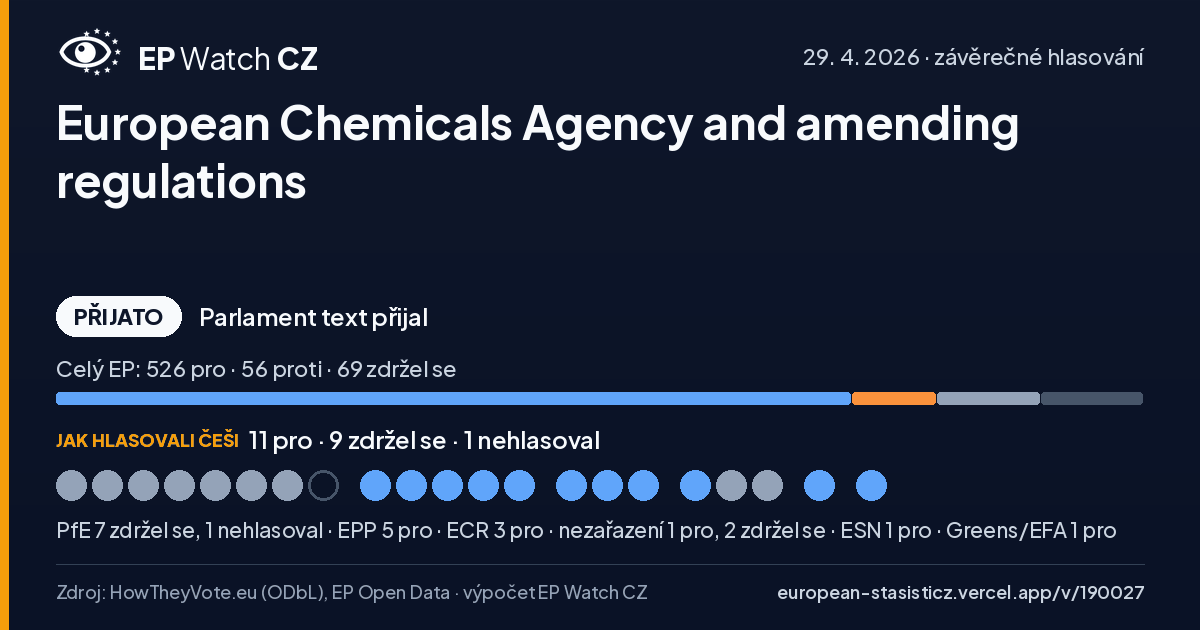 EP Watch CZ
29. 4. 2026 · závěrečné hlasování
European Chemicals Agency and amending
regulations
PŘIJATO Parlament text přijal
Celý EP: 526 pro · 56 proti · 69 zdržel se
JAK HLASOVALI ČEŠI 11 pro · 9 zdržel se · 1 nehlasoval
PfE 7 zdržel se, 1 nehlasoval · EPP 5 pro · ECR 3 pro · nezařazení 1 pro, 2 zdržel se · ESN 1 pro · Greens/EFA 1 pro
Zdroj: HowTheyVote.eu (ODbL), EP Open Data · výpočet EP Watch CZ
european-stasisticz.vercel.app/v/190027